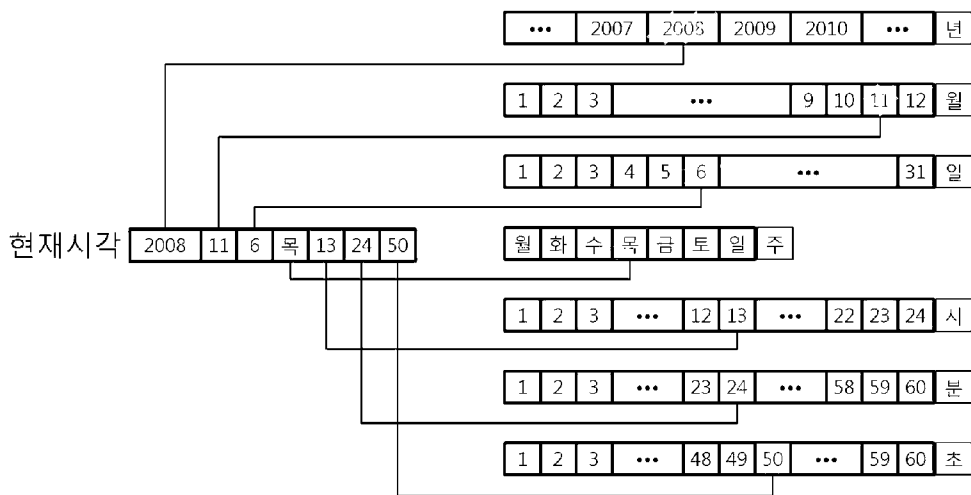 ... 2007 2008 2009 2010 ... 년
1 2 3 ... 9 10 11 12 월
1 2 3 4 5 6 ... 31 일
현재시각 2008 11 6 목 13 24 50
월 화 수 목 금 토 일 주
1 2 3 ... 12 13 ... 22 23 24 시
1 2 3 ... 23 24 ... 58 59 60 분
1 2 3 ... 48 49 50 ... 59 60 초